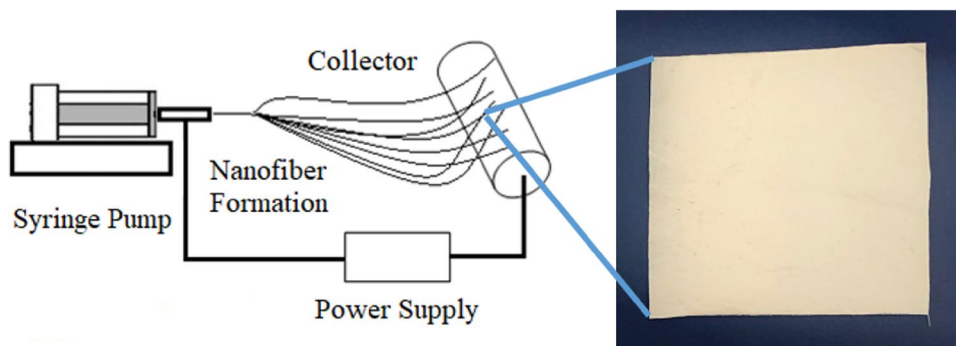 Collector
Nanofiber
Formation
Syringe Pump
Power Supply